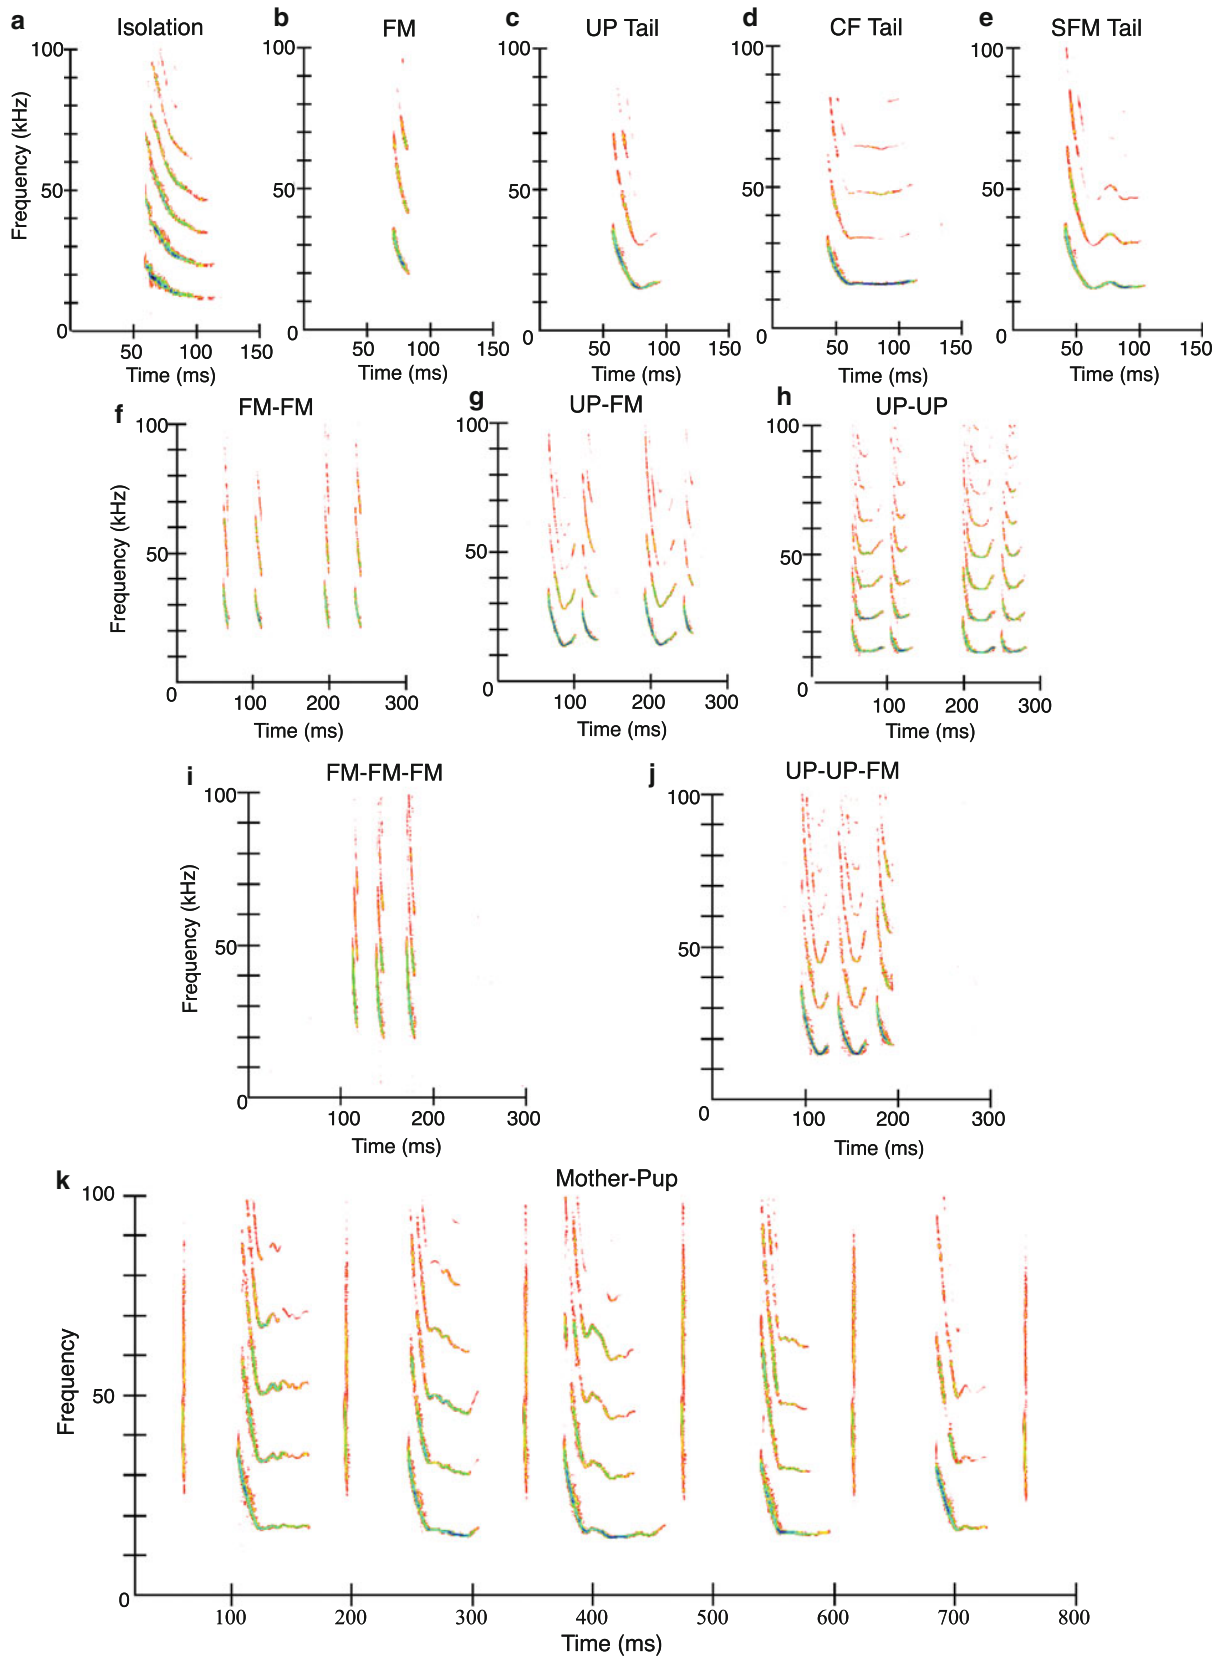 a Isolation
b FM
c UP Tail
d CF Tail
e SFM Tail
100 100 100 100 100
50 50 50 50 50
0 0 0 0 0
Frequency (kHz)
50 100 150 50 100 150 50 100 150 50 100 150 50 100 150
Time (ms) Time (ms) Time (ms) Time (ms) Time (ms)
f FM-FM
g UP-FM
h UP-UP
100 100 100
50 50 50
0 0 0
Frequency (kHz)
100 200 300 100 200 300 100 200 300
Time (ms) Time (ms) Time (ms)
i FM-FM-FM
j UP-UP-FM
100 100
50 50
0 0
Frequency (kHz)
100 200 300 100 200 300
Time (ms) Time (ms)
k Mother-Pup
100
50
0
Frequency
100 200 300 400 500 600 700 800
Time (ms)